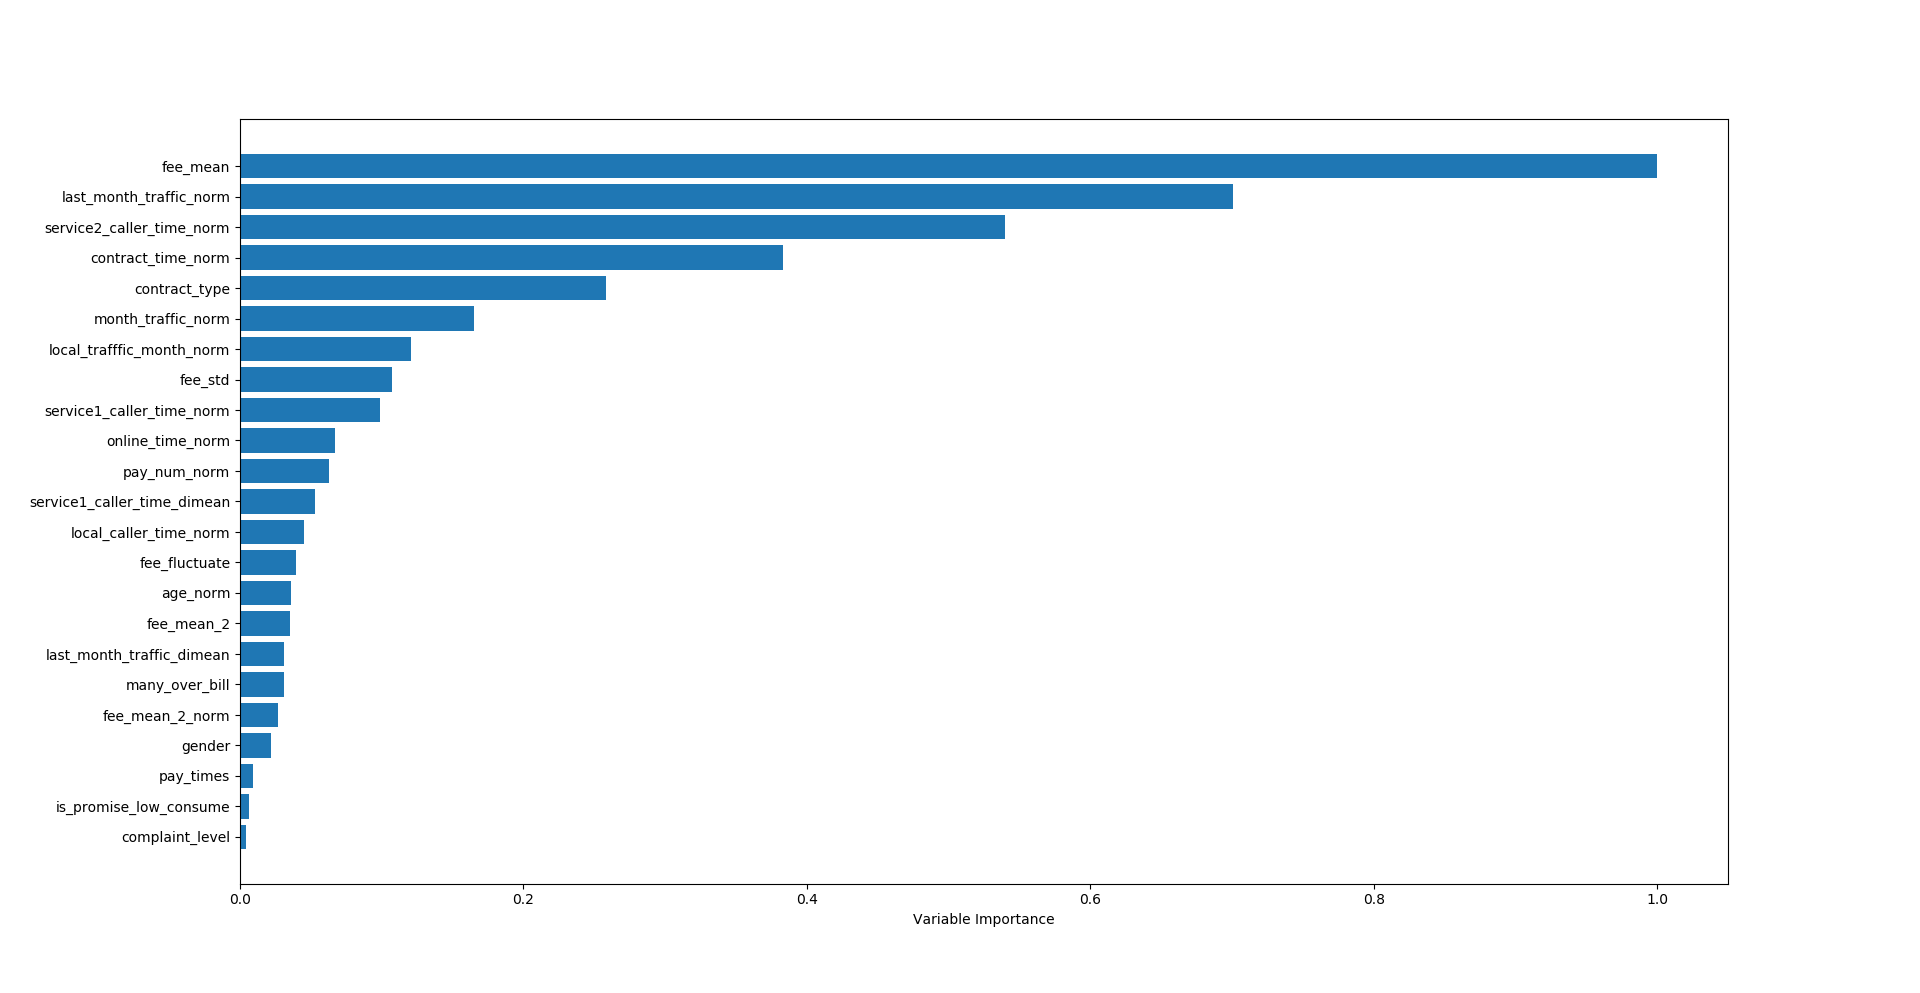 fee_mean
last_month_traffic_norm
service2_caller_time_norm
contract_time_norm
contract_type
month_traffic_norm
local_trafffic_month_norm
fee_std
service1_caller_time_norm
online_time_norm
pay_num_norm
service1_caller_time_dimean
local_caller_time_norm
fee_fluctuate
age_norm
fee_mean_2
last_month_traffic_dimean
many_over_bill
fee_mean_2_norm
gender
pay_times
is_promise_low_consume
complaint_level
0.0 0.2 0.4 0.6 0.8 1.0
Variable Importance